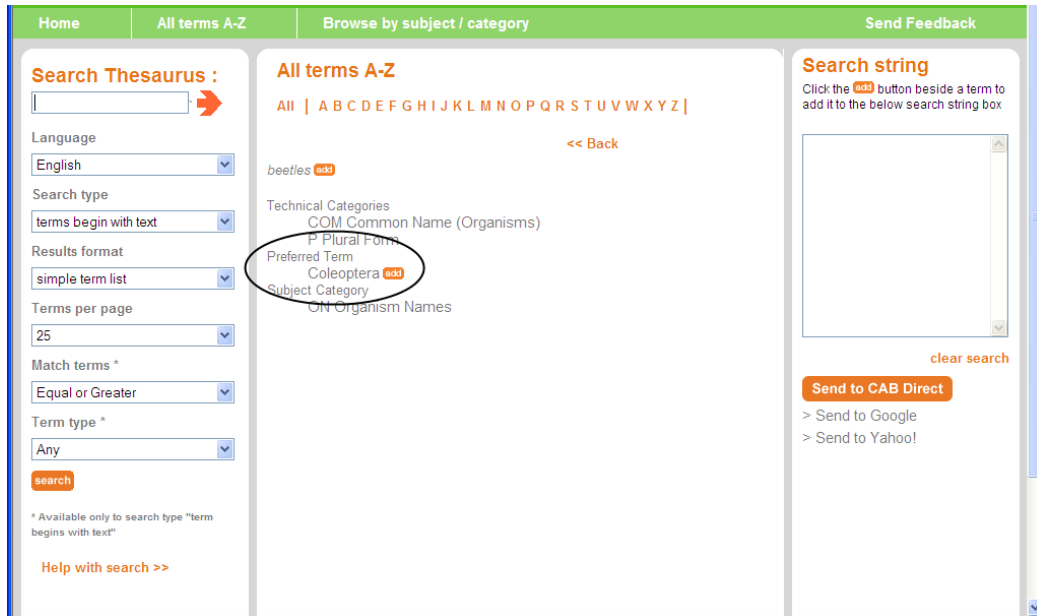 Home
All terms A-Z
Browse by subject / category
Send Feedback
Search Thesaurus :
Language
English
Search type
terms begin with text
Results format
simple term list
Terms per page
25
Match terms *
Equal or Greater
Term type *
Any
search
* Available only to search type "term
begins with text"
Help with search >>
All terms A-Z
All | A B C D E F G H I J K L M N O P Q R S T U V W X Y Z |
<< Back
beetles add
Technical Categories
COM Common Name (Organisms)
P Plural Form
Preferred Term
Coleoptera add
Subject Category
ON Organism Names
Search string
Click the add button beside a term to
add it to the below search string box
clear search
Send to CAB Direct
> Send to Google
> Send to Yahoo!